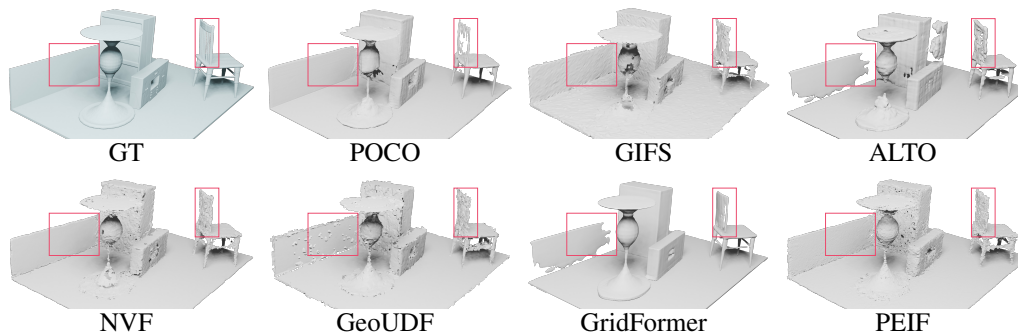 GT
POCO
GIFS
ALTO
NVF
GeoUDF
GridFormer
PEIF